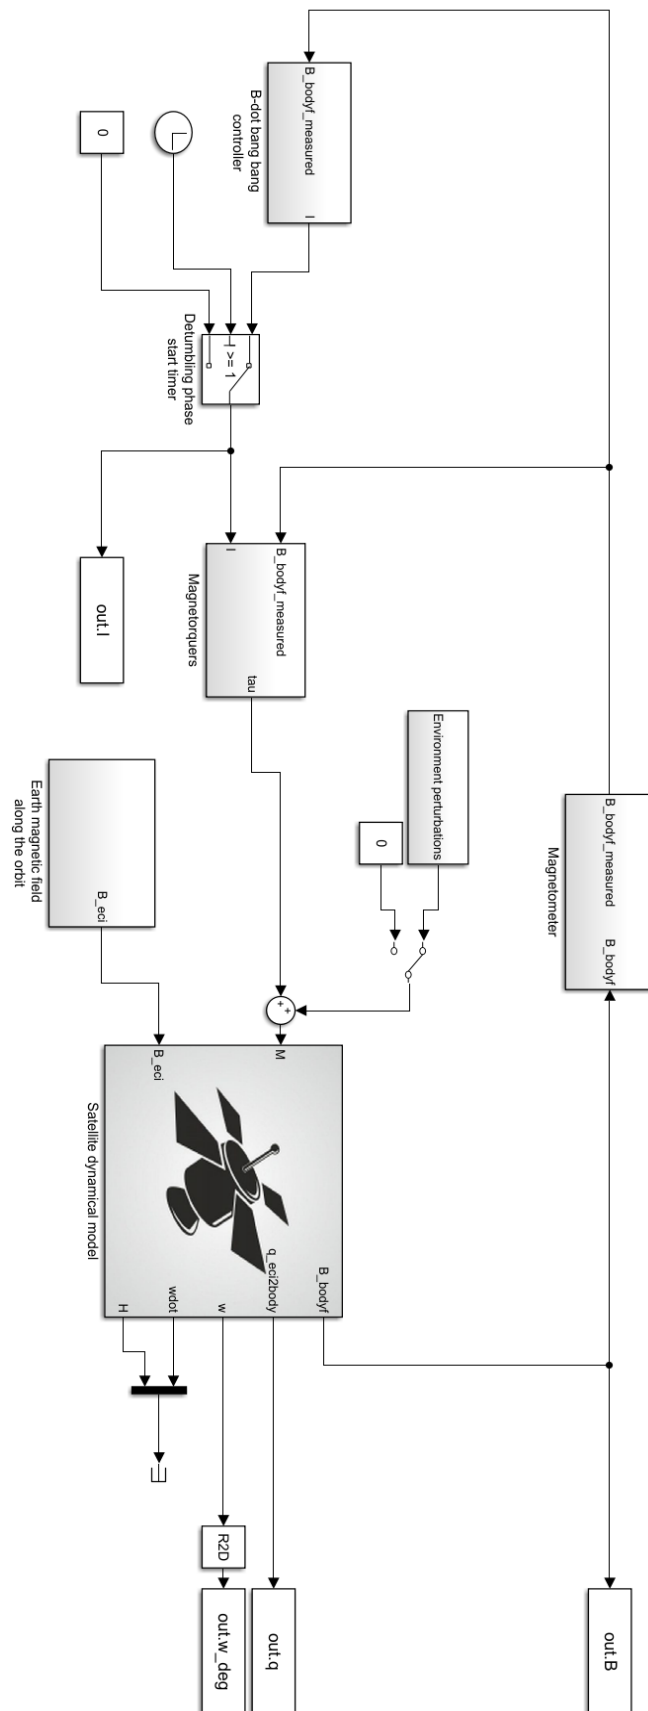 B_bodyf_measured
B_bodyf
Magnetometer
out.B
B_bodyf_measured
I
B-dot bang bang
controller
0
>= 1
Detumbling phase
start timer
B_bodyf_measured
I
tau
Magnetorquers
out.I
Environment perturbations
0
Earth magnetic field
along the orbit
B_eci
+
+
M
B_eci
B_bodyf
q_eci2body
w
wdot
H
Satellite dynamical model
out.q
R2D
out.w_deg